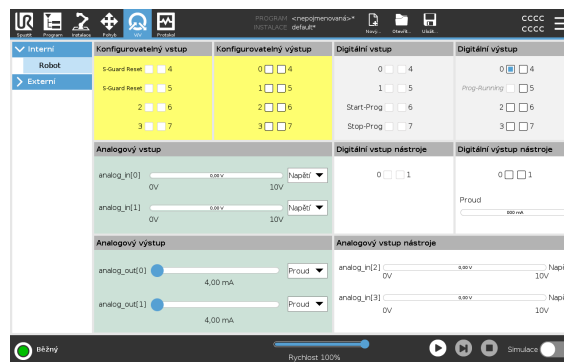 UR
PROGRAM <nepojmenovaná>*
INSTALACE default*
CCCC
CCCC
Spustit Program Instalace Pohyb V/V Protokol
Nový... Otevřít... Uložit...
Interní
Robot
Externí
Konfigurovatelný vstup
S-Guard Reset 4
S-Guard Reset 5
2 6
3 7
Konfigurovatelný výstup
0 4
1 5
2 6
3 7
Digitální vstup
0 4
1 5
Start-Prog 6
Stop-Prog 7
Digitální výstup
0 4
Prog-Running 5
2 6
3 7
Analogový vstup
analog_in[0] 0,00 V Napětí
0V 10V
analog_in[1] 0,00 V Napětí
0V 10V
Digitální vstup nástroje
0 1
Digitální výstup nástroje
0 1
Proud
000 mA
Analogový výstup
analog_out[0] Proud
4,00 mA
analog_out[1] Proud
4,00 mA
Analogový vstup nástroje
analog_in[2] 0,00 V Napě
0V 10V
analog_in[3] 0,00 V Napě
0V 10V
Běžný
Rychlost 100%
Simulace